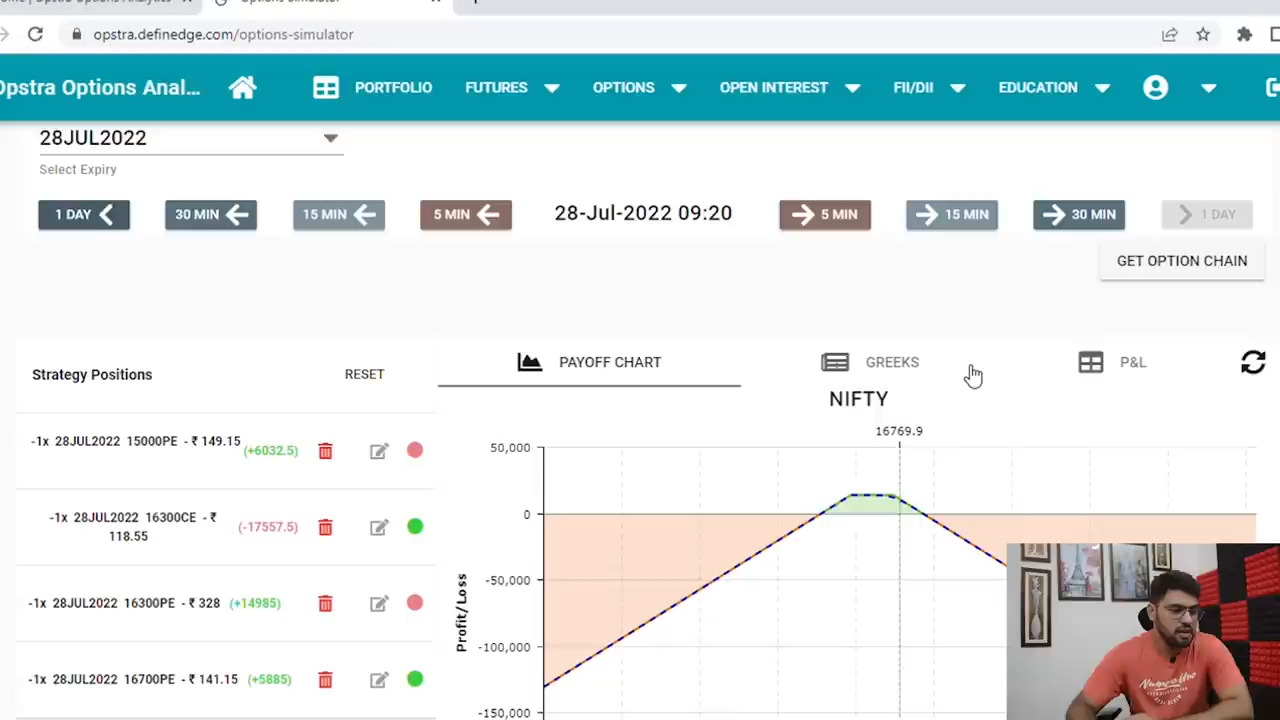 opstra.definedge.com/options-simulator
Opstra Options Anal... PORTFOLIO FUTURES OPTIONS OPEN INTEREST FII/DII EDUCATION
28JUL2022
Select Expiry
1 DAY 30 MIN 15 MIN 5 MIN 28-Jul-2022 09:20 5 MIN 15 MIN 30 MIN 1 DAY
GET OPTION CHAIN
Strategy Positions RESET
PAYOFF CHART GREEKS P&L
NIFTY
16769.9
-1x 28JUL2022 15000PE - ₹ 149.15 (+6032.5)
-1x 28JUL2022 16300CE - ₹
118.55 (-17557.5)
-1x 28JUL2022 16300PE - ₹ 328 (+14985)
-1x 28JUL2022 16700PE - ₹ 141.15 (+5885)
50,000
0
-50,000
-100,000
-150,000
Profit/Loss